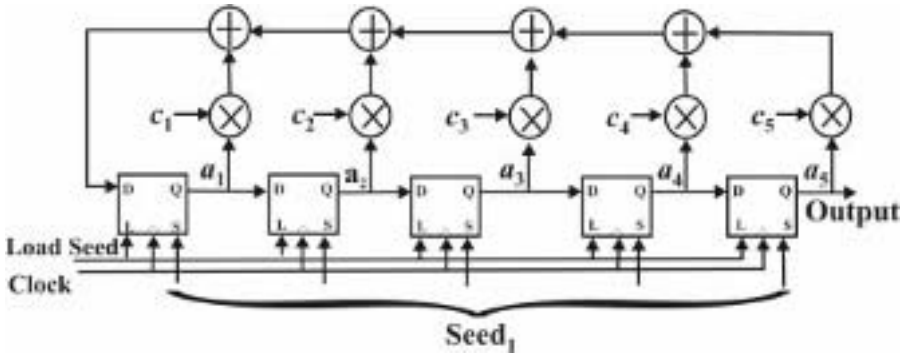 c1 c2 c3 c4 c5
a1 a2 a3 a4 a5
D Q D Q D Q D Q D Q
L S L S L S L S L S
Output
Load Seed
Clock
Seed1